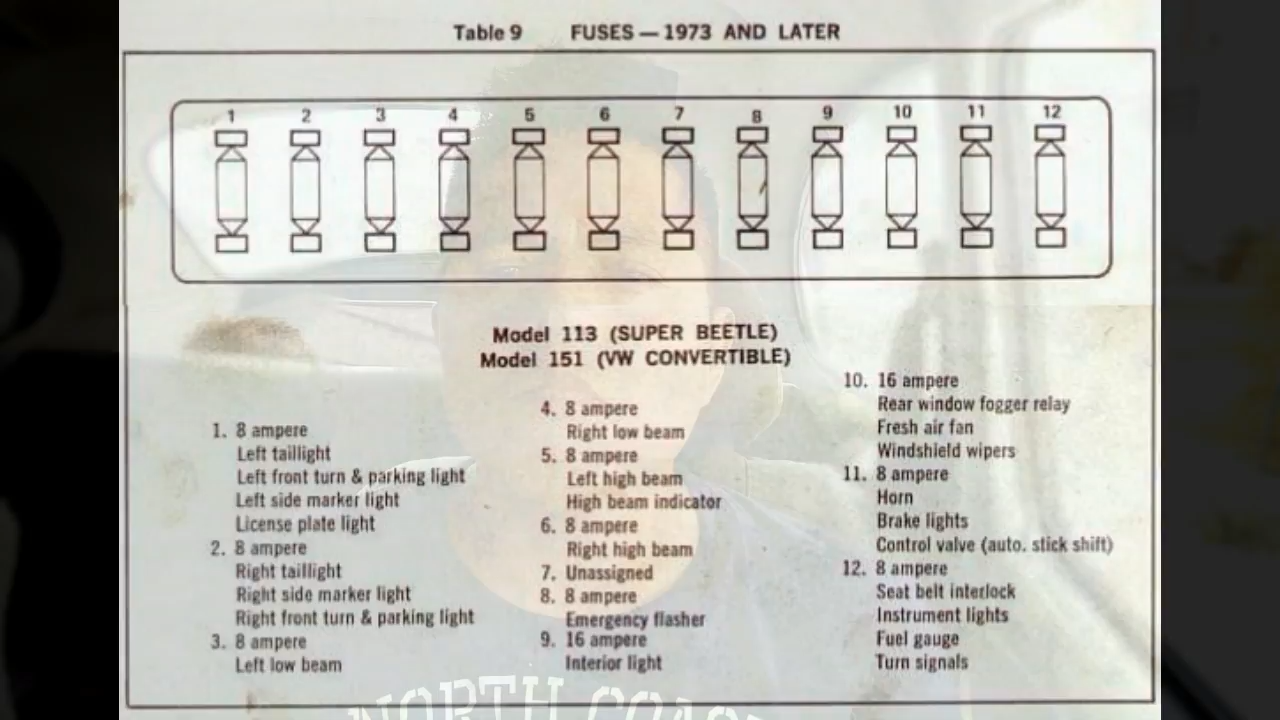 Table 9 FUSES — 1973 AND LATER
1 2 3 4 5 6 7 8 9 10 11 12
Model 113 (SUPER BEETLE)
Model 151 (VW CONVERTIBLE)
1. 8 ampere
Left taillight
Left front turn & parking light
Left side marker light
License plate light
2. 8 ampere
Right taillight
Right side marker light
Right front turn & parking light
3. 8 ampere
Left low beam
4. 8 ampere
Right low beam
5. 8 ampere
Left high beam
High beam indicator
6. 8 ampere
Right high beam
7. Unassigned
8. 8 ampere
Emergency flasher
9. 16 ampere
Interior light
10. 16 ampere
Rear window fogger relay
Fresh air fan
Windshield wipers
11. 8 ampere
Horn
Brake lights
Control valve (auto. stick shift)
12. 8 ampere
Seat belt interlock
Instrument lights
Fuel gauge
Turn signals
NORTH COAS